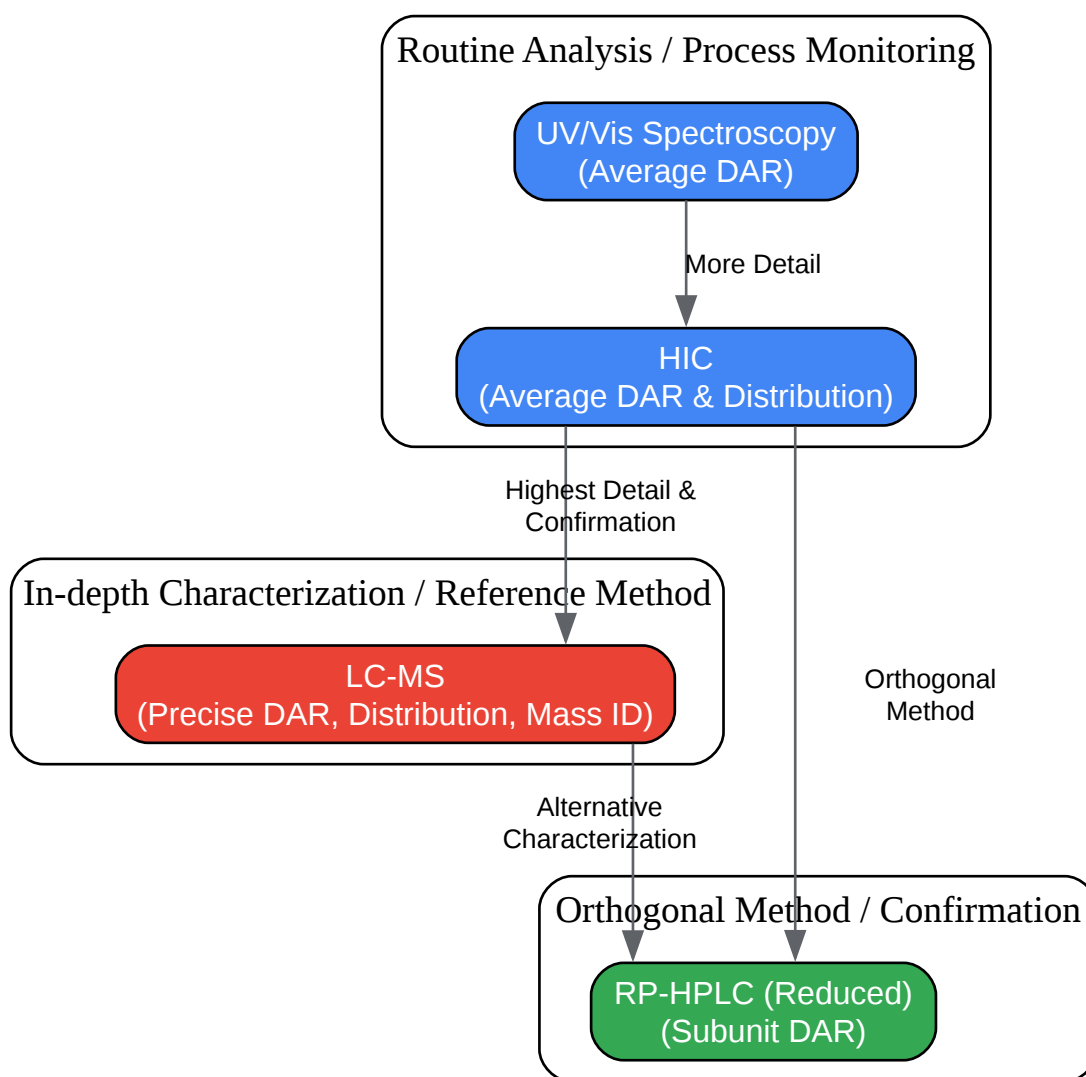 Routine Analysis / Process Monitoring
UV/Vis Spectroscopy
(Average DAR)
More Detail
HIC
(Average DAR & Distribution)
Highest Detail &
Confirmation
In-depth Characterization / Reference Method
LC-MS
(Precise DAR, Distribution, Mass ID)
Orthogonal
Method
Alternative
Characterization
Orthogonal Method / Confirmation
RP-HPLC (Reduced)
(Subunit DAR)